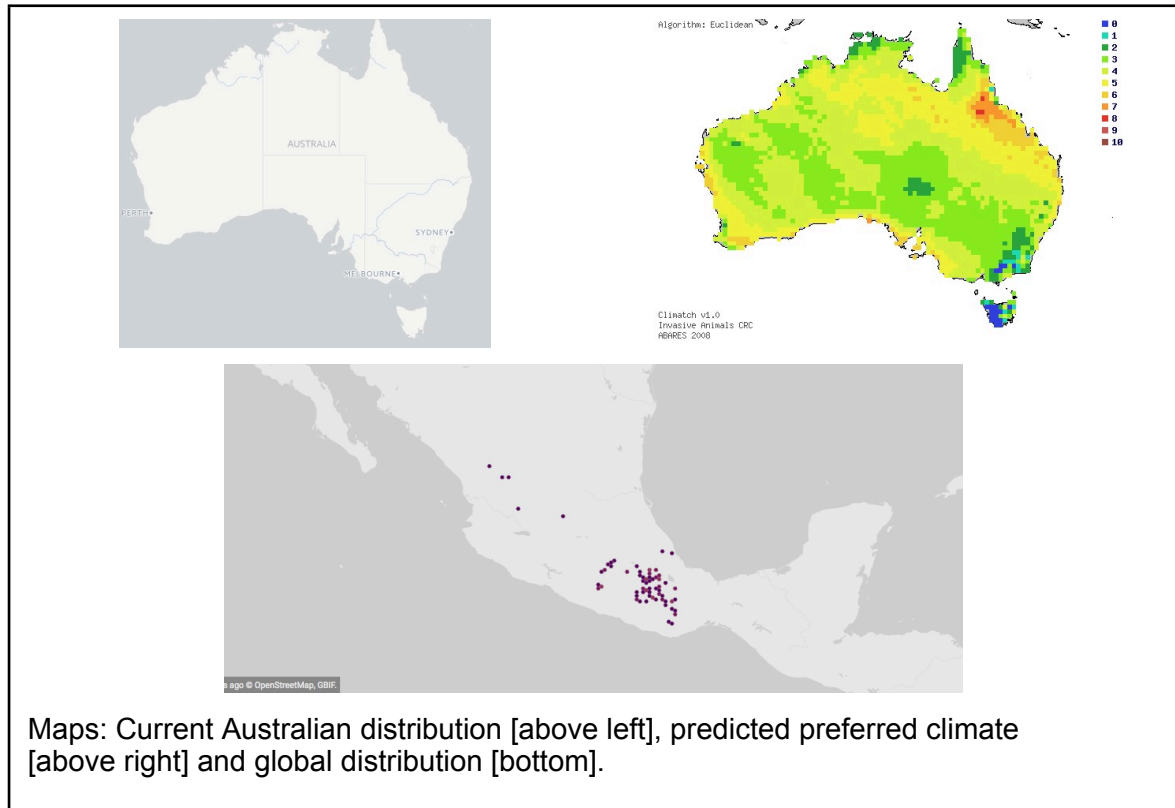 AUSTRALIA
PERTH
SYDNEY
MELBOURNE
Algorithm: Euclidean
0
1
2
3
4
5
6
7
8
9
10
Climatch v1.0
Invasive Animals CRC
ABARES 2008
s ago © OpenStreetMap, GBIF.
Maps: Current Australian distribution [above left], predicted preferred climate
[above right] and global distribution [bottom].